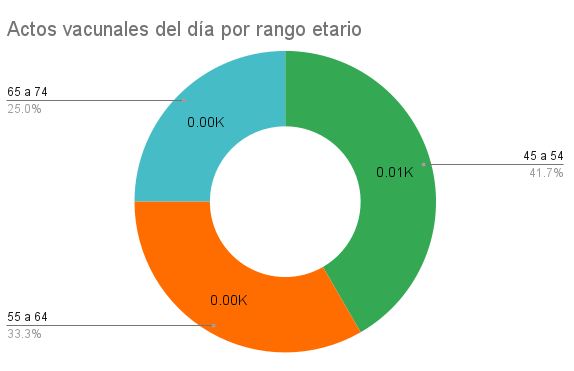 Actos vacunales del día por rango etario
65 a 74
25.0%
0.00K
45 a 54
41.7%
0.01K
0.00K
55 a 64
33.3%